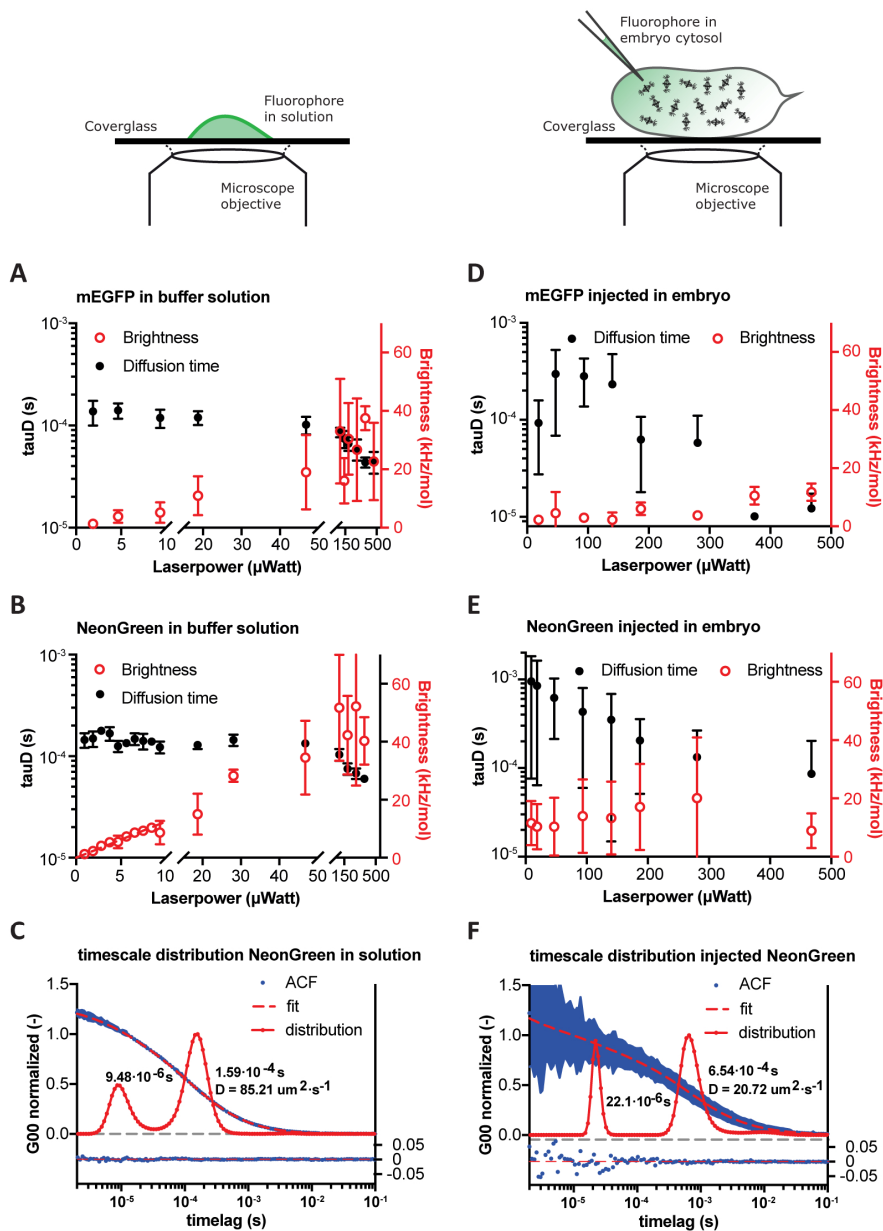 Fluorophore
in solution
Coverglass
Microscope
objective
Fluorophore in
embryo cytosol
Coverglass
Microscope
objective
A
mEGFP in buffer solution
Brightness
Diffusion time
10⁻³
10⁻⁴
10⁻⁵
tauD (s)
60
40
20
0
Brightness (kHz/mol)
0 5 10 20 30 40 50 150 500
Laserpower (µWatt)
D
mEGFP injected in embryo
Diffusion time Brightness
10⁻³
10⁻⁴
10⁻⁵
tauD (s)
60
40
20
0
Brightness (kHz/mol)
0 100 200 300 400 500
Laserpower (µWatt)
B
NeonGreen in buffer solution
Brightness
Diffusion time
10⁻³
10⁻⁴
10⁻⁵
tauD (s)
60
40
20
0
Brightness (kHz/mol)
0 5 10 20 30 40 50 150 500
Laserpower (µWatt)
E
NeonGreen injected in embryo
Diffusion time Brightness
10⁻³
10⁻⁴
10⁻⁵
tauD (s)
60
40
20
0
Brightness (kHz/mol)
0 100 200 300 400 500
Laserpower (µWatt)
C
timescale distribution NeonGreen in solution
ACF
fit
distribution
1.5
1.0
0.5
0.0
G00 normalized (-)
9.48·10⁻⁶s
1.59·10⁻⁴s
D = 85.21 um²·s⁻¹
0.05
0
-0.05
10⁻⁵ 10⁻⁴ 10⁻³ 10⁻² 10⁻¹
timelag (s)
F
timescale distribution injected NeonGreen
ACF
fit
distribution
1.5
1.0
0.5
0.0
G00 normalized (-)
22.1·10⁻⁶s
6.54·10⁻⁴s
D = 20.72 um²·s⁻¹
0.05
0
-0.05
10⁻⁵ 10⁻⁴ 10⁻³ 10⁻² 10⁻¹
timelag (s)